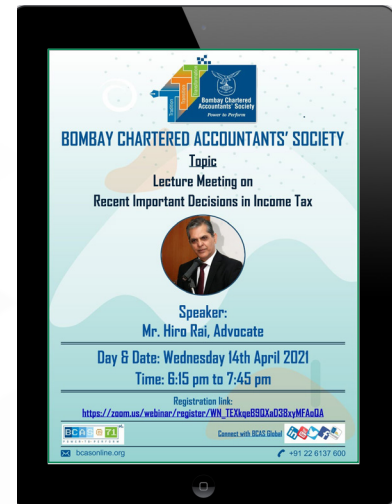 Bombay Chartered
Accountants' Society
Power to Perform
BOMBAY CHARTERED ACCOUNTANTS' SOCIETY
Topic
Lecture Meeting on
Recent Important Decisions in Income Tax
Speaker:
Mr. Hiro Rai, Advocate
Day & Date: Wednesday 14th April 2021
Time: 6:15 pm to 7:45 pm
Registration link:
https://zoom.us/webinar/register/WN_TEXkqeB9QXaD38xyMFAoQA
BCAS @ 71
Connect with BCAS Global
bcasonline.org
+91 22 6137 600